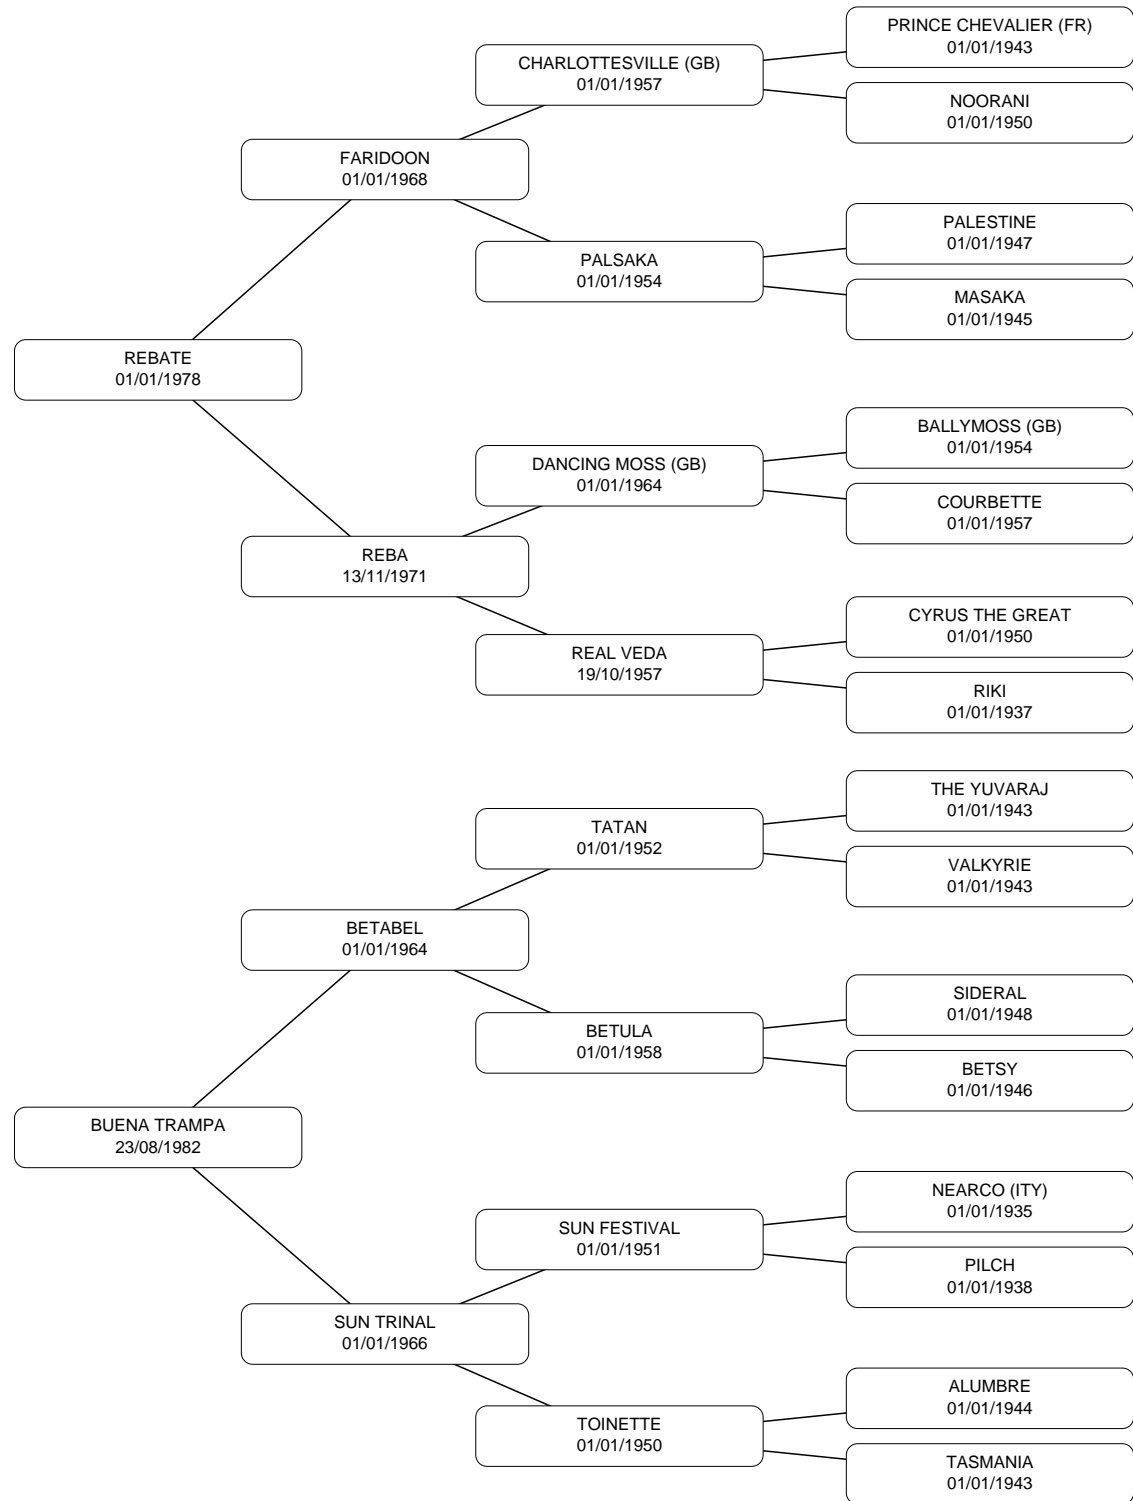 PRINCE CHEVALIER (FR)
01/01/1943
CHARLOTTESVILLE (GB)
01/01/1957
NOORANI
01/01/1950
FARIDOON
01/01/1968
PALESTINE
01/01/1947
PALSAKA
01/01/1954
MASAKA
01/01/1945
REBATE
01/01/1978
BALLYMOSS (GB)
01/01/1954
DANCING MOSS (GB)
01/01/1964
COURBETTE
01/01/1957
REBA
13/11/1971
CYRUS THE GREAT
01/01/1950
REAL VEDA
19/10/1957
RIKI
01/01/1937
THE YUVARAJ
01/01/1943
TATAN
01/01/1952
VALKYRIE
01/01/1943
BETABEL
01/01/1964
SIDERAL
01/01/1948
BETULA
01/01/1958
BETSY
01/01/1946
BUENA TRAMPA
23/08/1982
NEARCO (ITY)
01/01/1935
SUN FESTIVAL
01/01/1951
PILCH
01/01/1938
SUN TRINAL
01/01/1966
ALUMBRE
01/01/1944
TOINETTE
01/01/1950
TASMANIA
01/01/1943